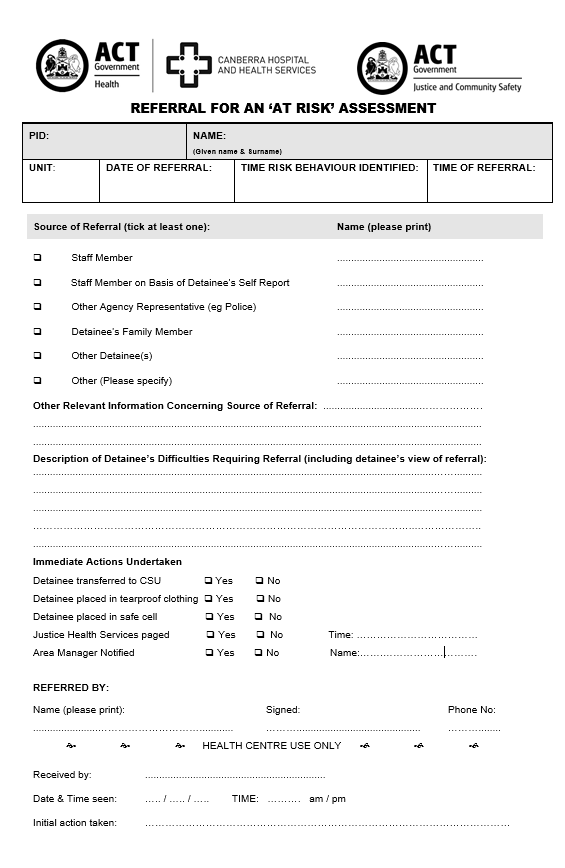 ACT
Government
Health
CANBERRA HOSPITAL
AND HEALTH SERVICES
ACT
Government
Justice and Community Safety
REFERRAL FOR AN ‘AT RISK’ ASSESSMENT
PID: NAME:
(Given name & Surname)
UNIT: DATE OF REFERRAL: TIME RISK BEHAVIOUR IDENTIFIED: TIME OF REFERRAL:
Source of Referral (tick at least one): Name (please print)
❑ Staff Member ....................................................
❑ Staff Member on Basis of Detainee’s Self Report ....................................................
❑ Other Agency Representative (eg Police) ....................................................
❑ Detainee’s Family Member ....................................................
❑ Other Detainee(s) ....................................................
❑ Other (Please specify) ....................................................
Other Relevant Information Concerning Source of Referral: ....................................................
Description of Detainee’s Difficulties Requiring Referral (including detainee’s view of referral):
Immediate Actions Undertaken
Detainee transferred to CSU ❑ Yes ❑ No
Detainee placed in tearproof clothing ❑ Yes ❑ No
Detainee placed in safe cell ❑ Yes ❑ No
Justice Health Services paged ❑ Yes ❑ No Time: ……………………………
Area Manager Notified ❑ Yes ❑ No Name:……………………………
REFERRED BY:
Name (please print): Signed: Phone No:
HEALTH CENTRE USE ONLY
Received by: ................................................................
Date & Time seen: ….. / ….. / ….. TIME: ………. am / pm
Initial action taken: ……………………………………………………………………